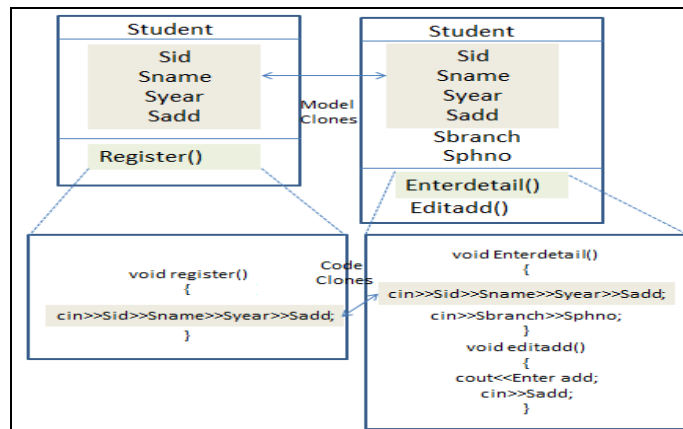 Student
Sid
Sname
Syear
Sadd
Register()
Model
Clones
Student
Sid
Sname
Syear
Sadd
Sbranch
Sphno
Enterdetail()
Editadd()
void register()
{
cin>>Sid>>Sname>>Syear>>Sadd;
}
Code
Clones
void Enterdetail()
{
cin>>Sid>>Sname>>Syear>>Sadd;
cin>>Sbranch>>Sphno;
}
void editadd()
{
cout<<Enter add;
cin>>Sadd;
}